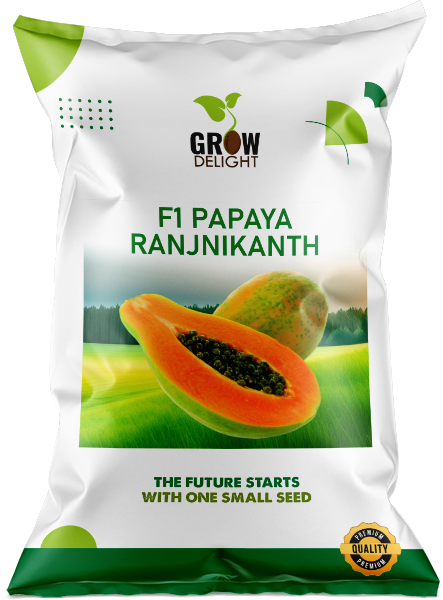 GROW
DELIGHT
F1 PAPAYA
RANJNIKANTH
THE FUTURE STARTS
WITH ONE SMALL SEED
PREMIUM
QUALITY
PREMIUM